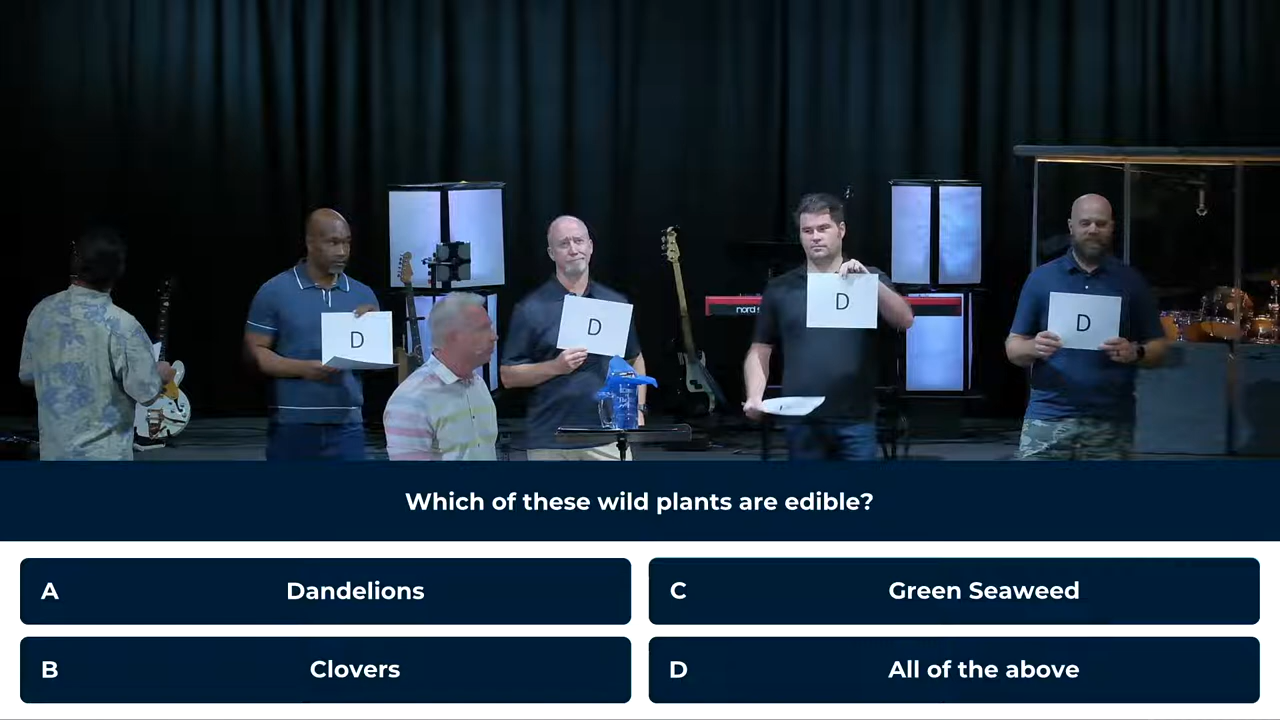 D
D
D
D
nord
Which of these wild plants are edible?
A
Dandelions
C
Green Seaweed
B
Clovers
D
All of the above